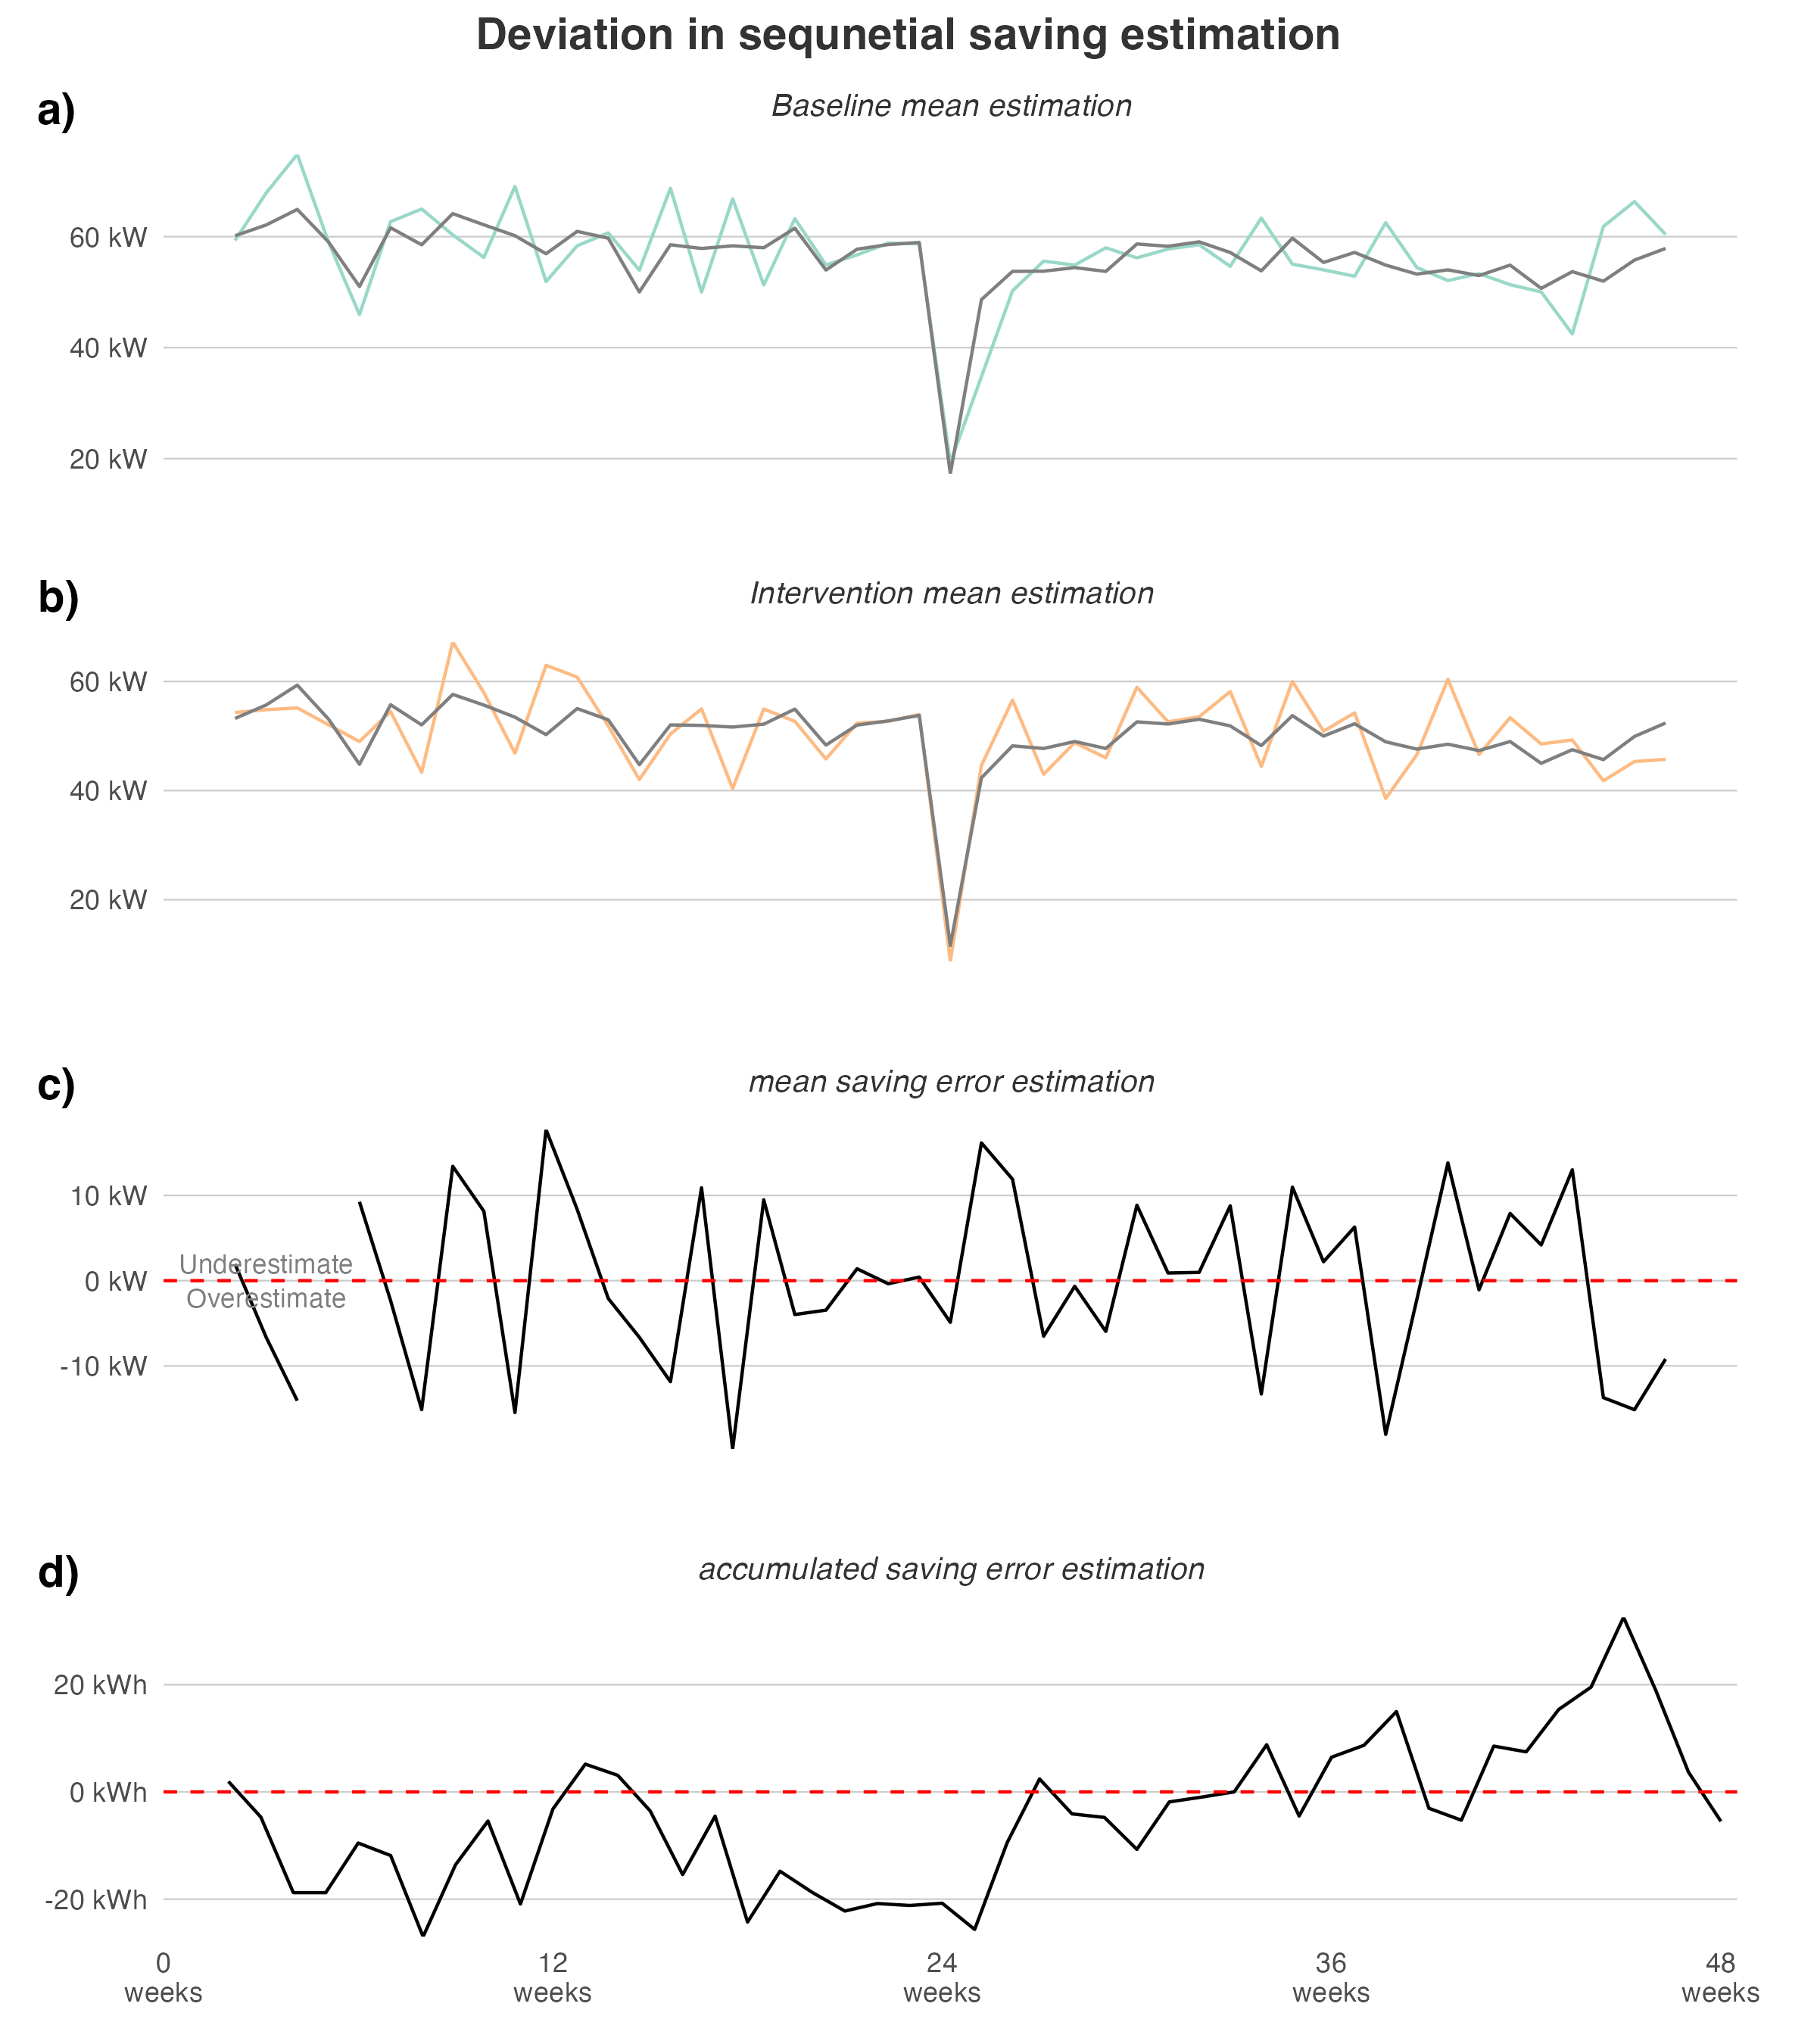 Deviation in sequnetial saving estimation
a)
Baseline mean estimation
60 kW
40 kW
20 kW
b)
Intervention mean estimation
60 kW
40 kW
20 kW
c)
mean saving error estimation
10 kW
Underestimate
0 kW
Overestimate
-10 kW
d)
accumulated saving error estimation
20 kWh
0 kWh
-20 kWh
0 12 24 36 48
weeks weeks weeks weeks weeks